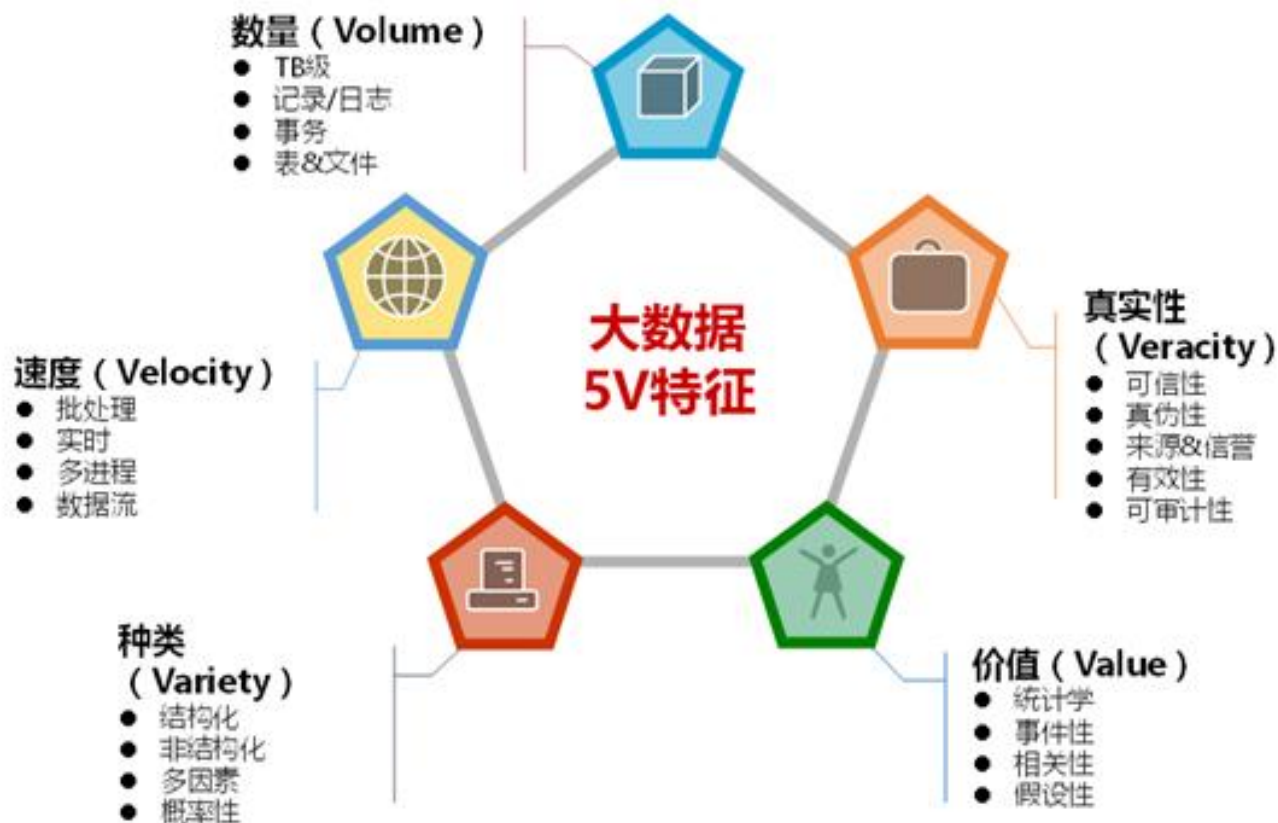 数量（Volume）
● TB级
● 记录/日志
● 事务
● 表&文件
速度（Velocity）
● 批处理
● 实时
● 多进程
● 数据流
大数据
5V特征
真实性
（Veracity）
● 可信性
● 真伪性
● 来源&信誉
● 有效性
● 可审计性
种类
（Variety）
● 结构化
● 非结构化
● 多因素
● 概率性
价值（Value）
● 统计学
● 事件性
● 相关性
● 假设性